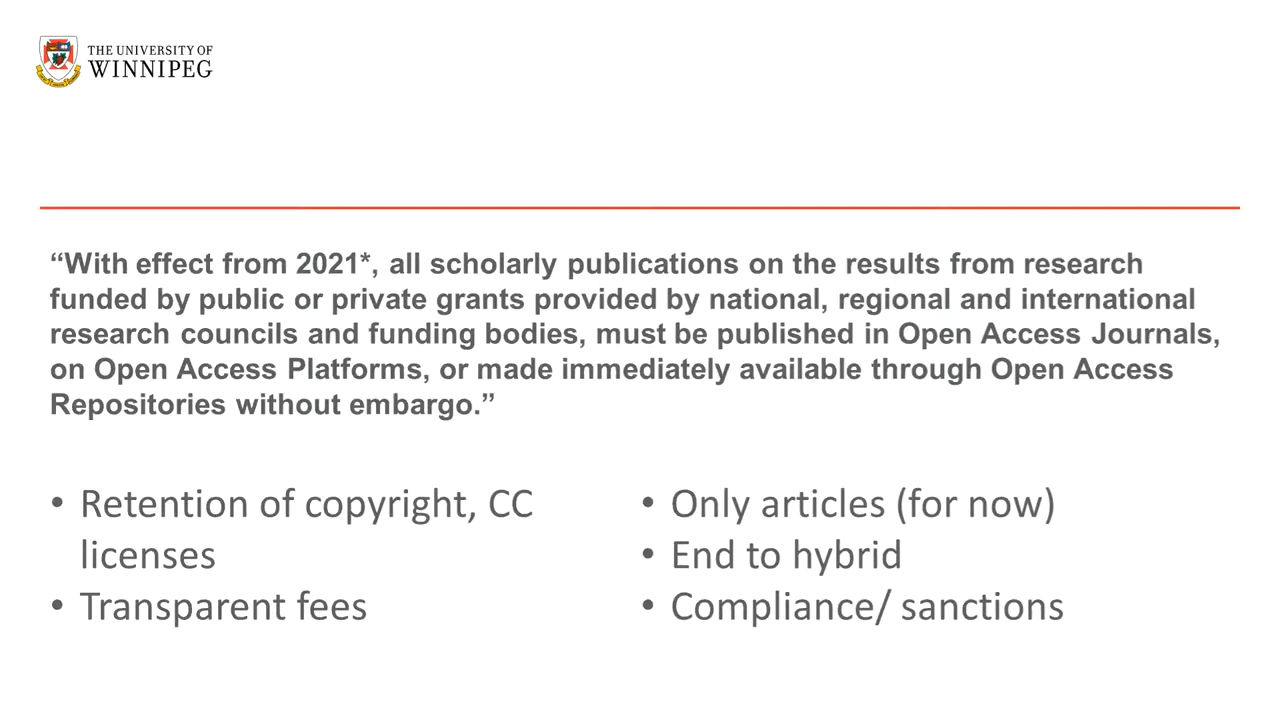 THE UNIVERSITY OF
WINNIPEG
“With effect from 2021*, all scholarly publications on the results from research
funded by public or private grants provided by national, regional and international
research councils and funding bodies, must be published in Open Access Journals,
on Open Access Platforms, or made immediately available through Open Access
Repositories without embargo.”
• Retention of copyright, CC
licenses
• Transparent fees
• Only articles (for now)
• End to hybrid
• Compliance/ sanctions